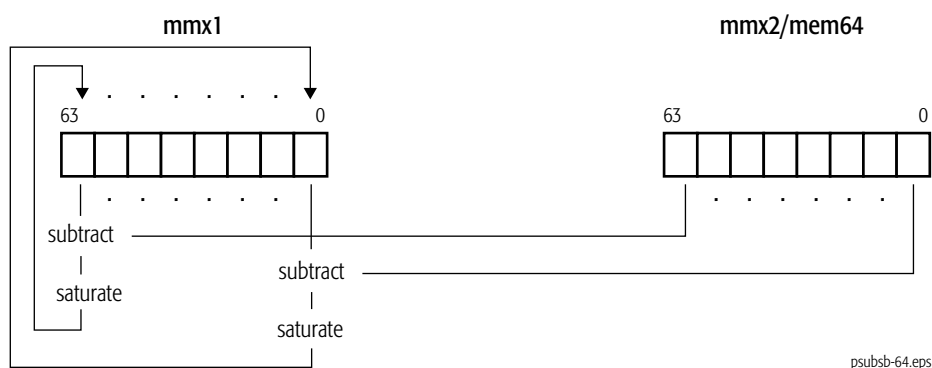 mmx1 mmx2/mem64
. . . . . .
63 0 63 0
. . . . . . . . . . . .
subtract
subtract
saturate
saturate
psubsb-64.eps